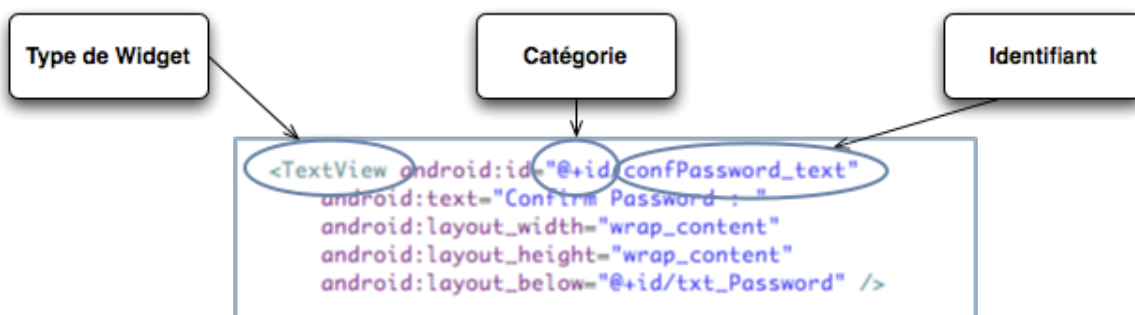 Type de Widget
Catégorie
Identifiant
<TextView android:id="@+id/confPassword_text"
android:text="Confirm Password : "
android:layout_width="wrap_content"
android:layout_height="wrap_content"
android:layout_below="@+id/txt_Password" />